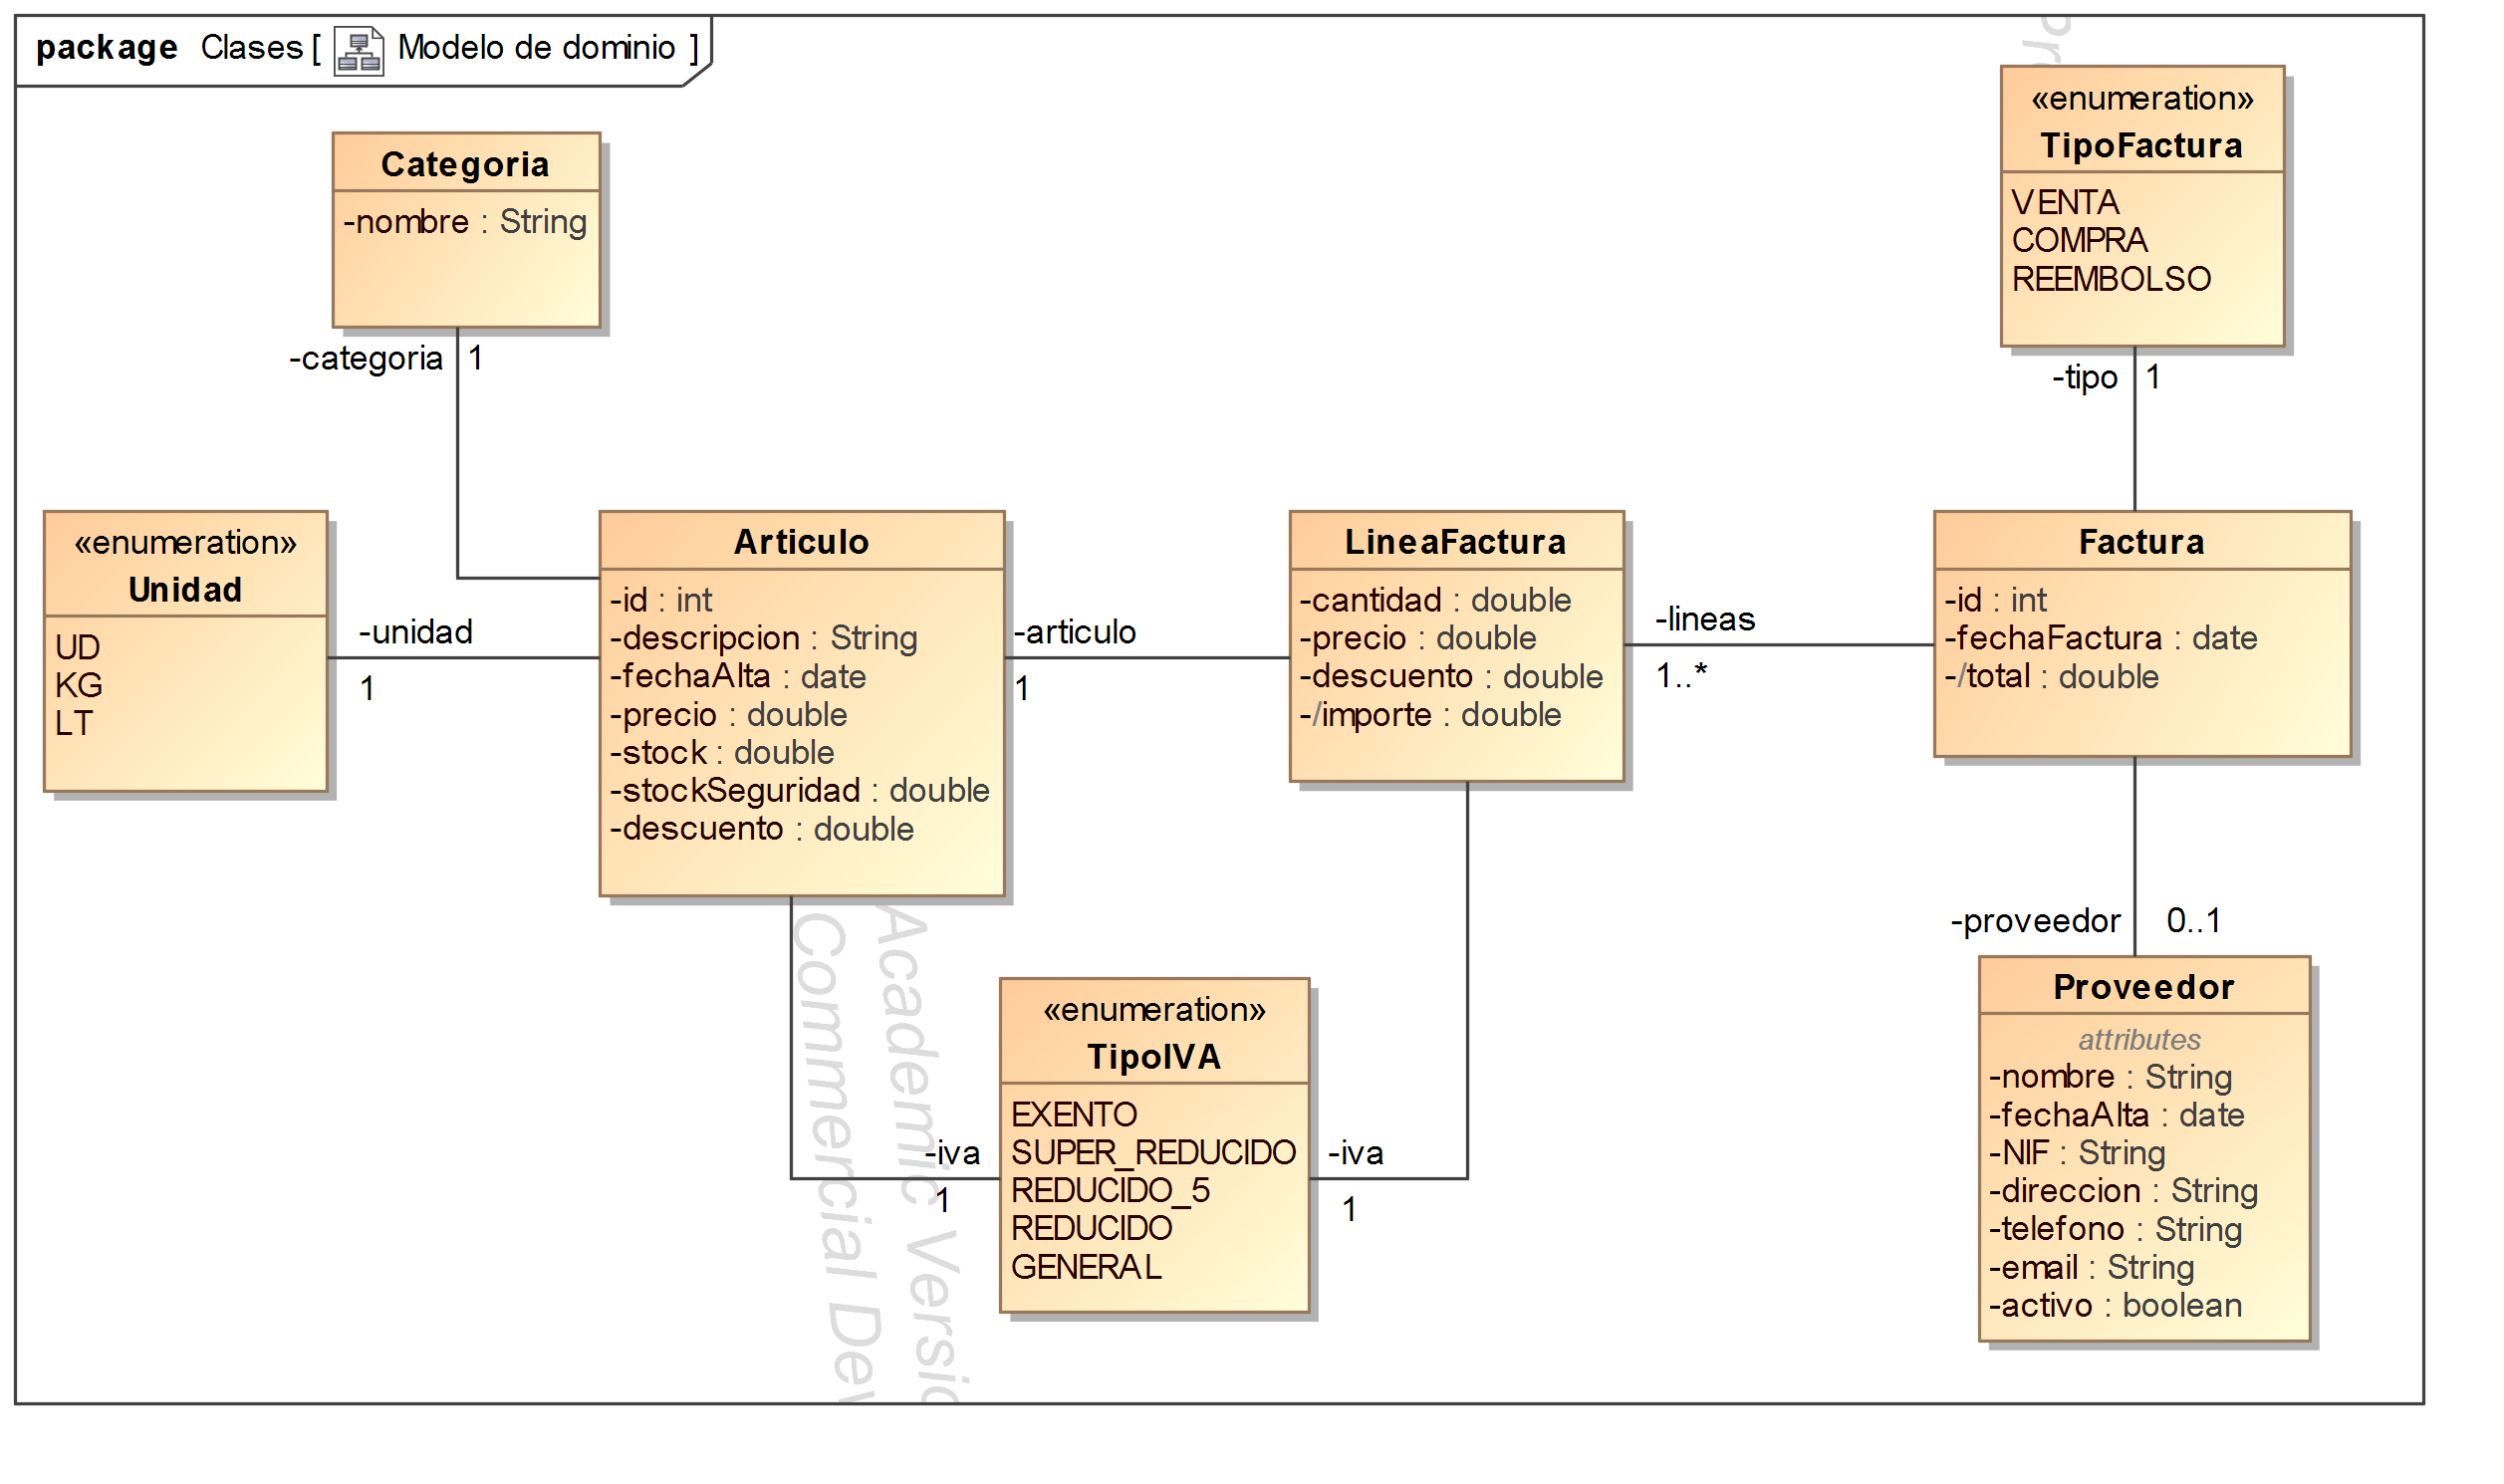 package Clases [ Modelo de dominio ]
«enumeration»
TipoFactura
VENTA
COMPRA
REEMBOLSO
-tipo 1
Categoria
-nombre : String
-categoria 1
«enumeration»
Unidad
UD
KG
LT
-unidad
1
Articulo
-id : int
-descripcion : String
-fechaAlta : date
-precio : double
-stock : double
-stockSeguridad : double
-descuento : double
-articulo
1
LineaFactura
-cantidad : double
-precio : double
-descuento : double
-/importe : double
-lineas
1..*
Factura
-id : int
-fechaFactura : date
-/total : double
-proveedor 0..1
Proveedor
attributes
-nombre : String
-fechaAlta : date
-NIF : String
-direccion : String
-telefono : String
-email : String
-activo : boolean
«enumeration»
TipoIVA
EXENTO
SUPER_REDUCIDO
REDUCIDO_5
REDUCIDO
GENERAL
-iva
1
-iva
1
Academic Versio
Commercial Dev